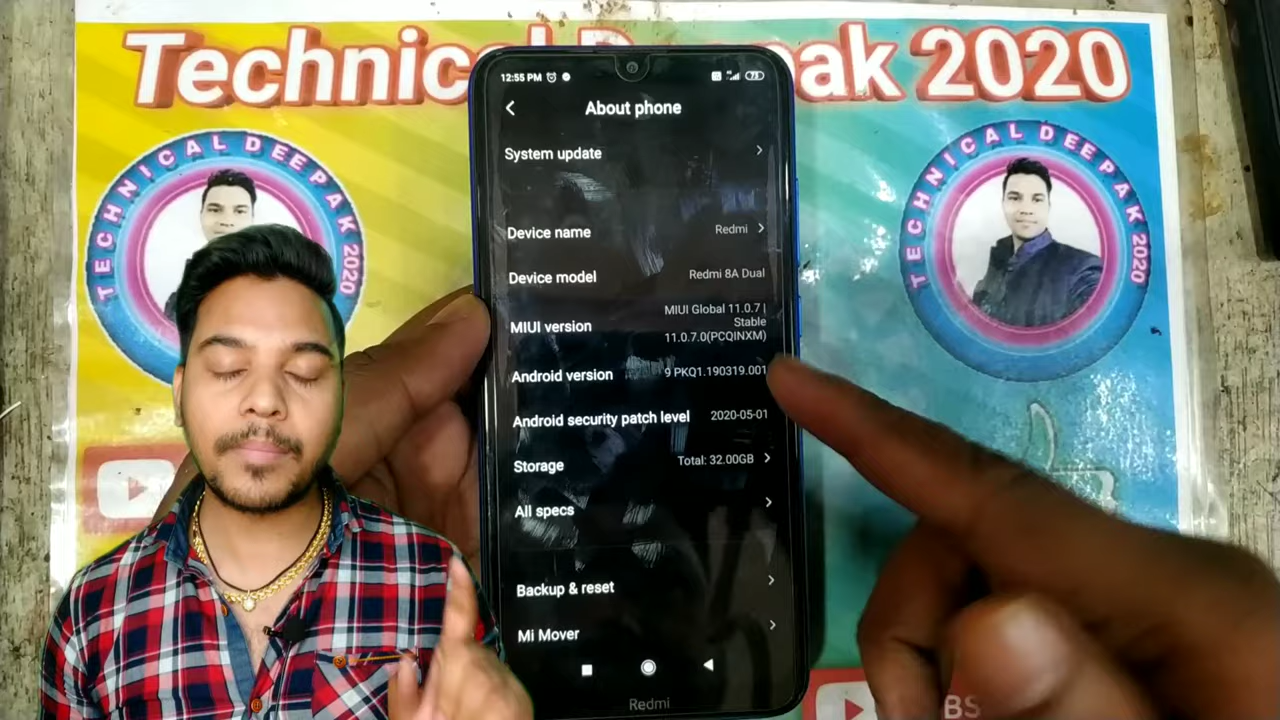 Technical Deepak 2020
12:55 PM
73
About phone
System update
Device name
Redmi
Device model
Redmi 8A Dual
MIUI version
MIUI Global 11.0.7 |
Stable
11.0.7.0(PCQINXM)
Android version
9 PKQ1.190319.001
Android security patch level
2020-05-01
Storage
Total: 32.00GB
All specs
Backup & reset
Mi Mover
Redmi
TECHNICAL DEEPAK 2020
TECHNICAL DEEPAK 2020